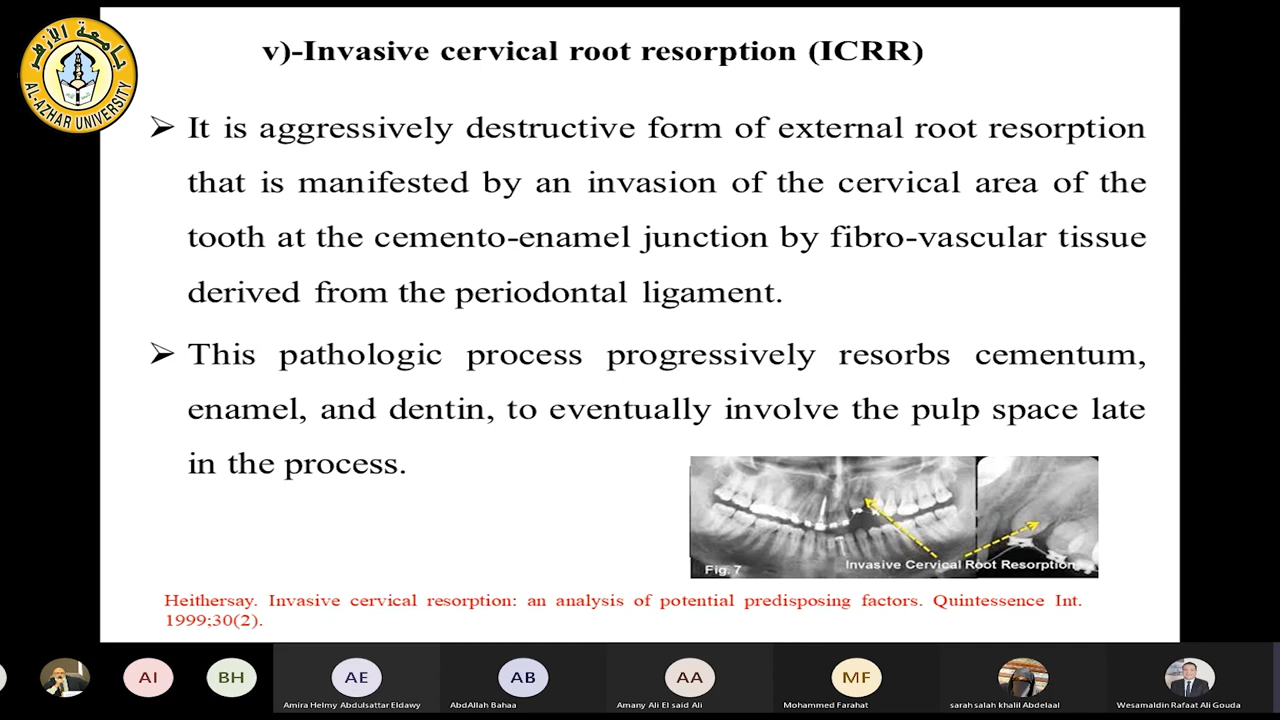 جامعة الأزهر
AL-AZHAR UNIVERSITY
v)-Invasive cervical root resorption (ICRR)
➢ It is aggressively destructive form of external root resorption
that is manifested by an invasion of the cervical area of the
tooth at the cemento-enamel junction by fibro-vascular tissue
derived from the periodontal ligament.
➢ This pathologic process progressively resorbs cementum,
enamel, and dentin, to eventually involve the pulp space late
in the process.
Fig. 7
Invasive Cervical Root Resorption
Heithersay. Invasive cervical resorption: an analysis of potential predisposing factors. Quintessence Int.
1999;30(2).
AI
BH
AE
AB
AA
MF
Amira Helmy Abdulsattar Eldawy
AbdAllah Bahaa
Amany Ali El said Ali
Mohammed Farahat
sarah salah khalil Abdelaal
Wesamaldin Rafaat Ali Gouda